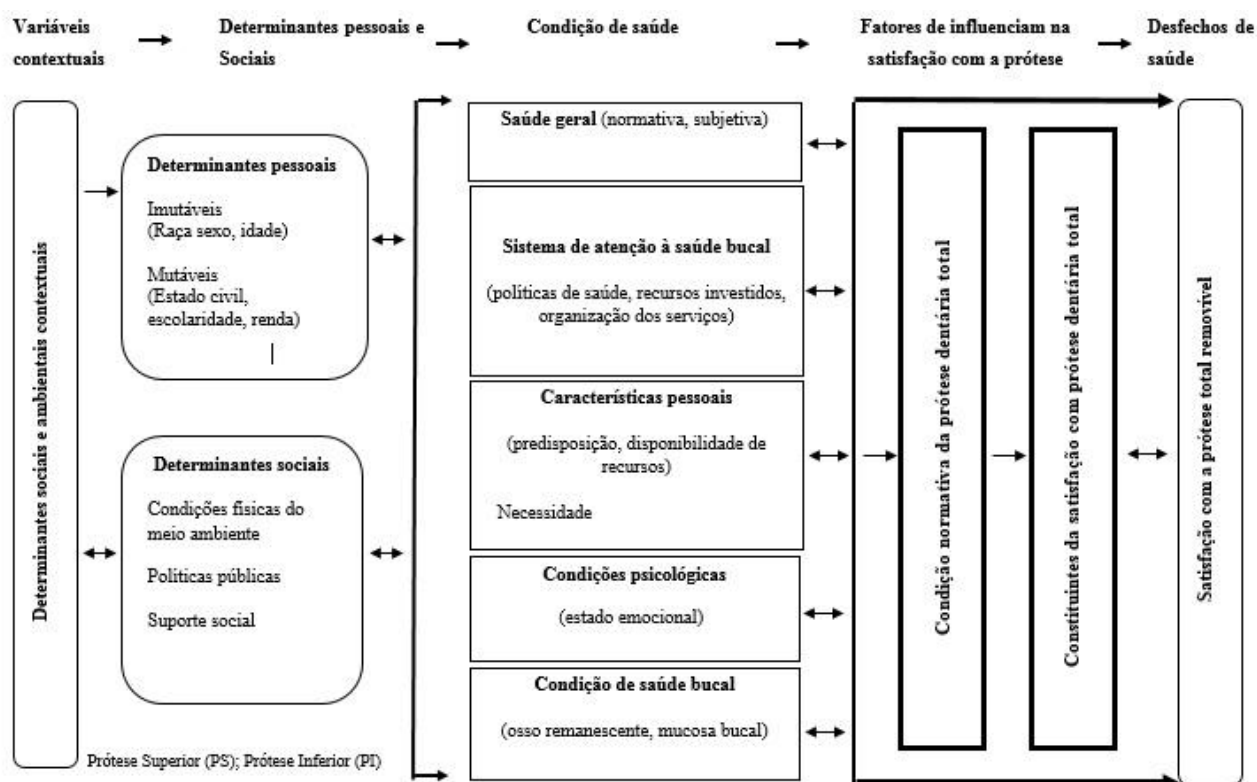 Variáveis
contextuais
Determinantes pessoais e
Sociais
Condição de saúde
Fatores de influenciam na
satisfação com a prótese
Desfechos de
saúde
Determinantes sociais e ambientais contextuais
Determinantes pessoais
Imutáveis
(Raça sexo, idade)
Mutáveis
(Estado civil,
escolaridade, renda)
Determinantes sociais
Condições físicas do
meio ambiente
Politicas públicas
Suporte social
Prótese Superior (PS); Prótese Inferior (PI)
Saúde geral (normativa, subjetiva)
Sistema de atenção à saúde bucal
(políticas de saúde, recursos investidos,
organização dos serviços)
Características pessoais
(predisposição, disponibilidade de
recursos)
Necessidade
Condições psicológicas
(estado emocional)
Condição de saúde bucal
(osso remanescente, mucosa bucal)
Condição normativa da prótese dentária total
Constituintes da satisfação com prótese dentária total
Satisfação com a prótese total removível